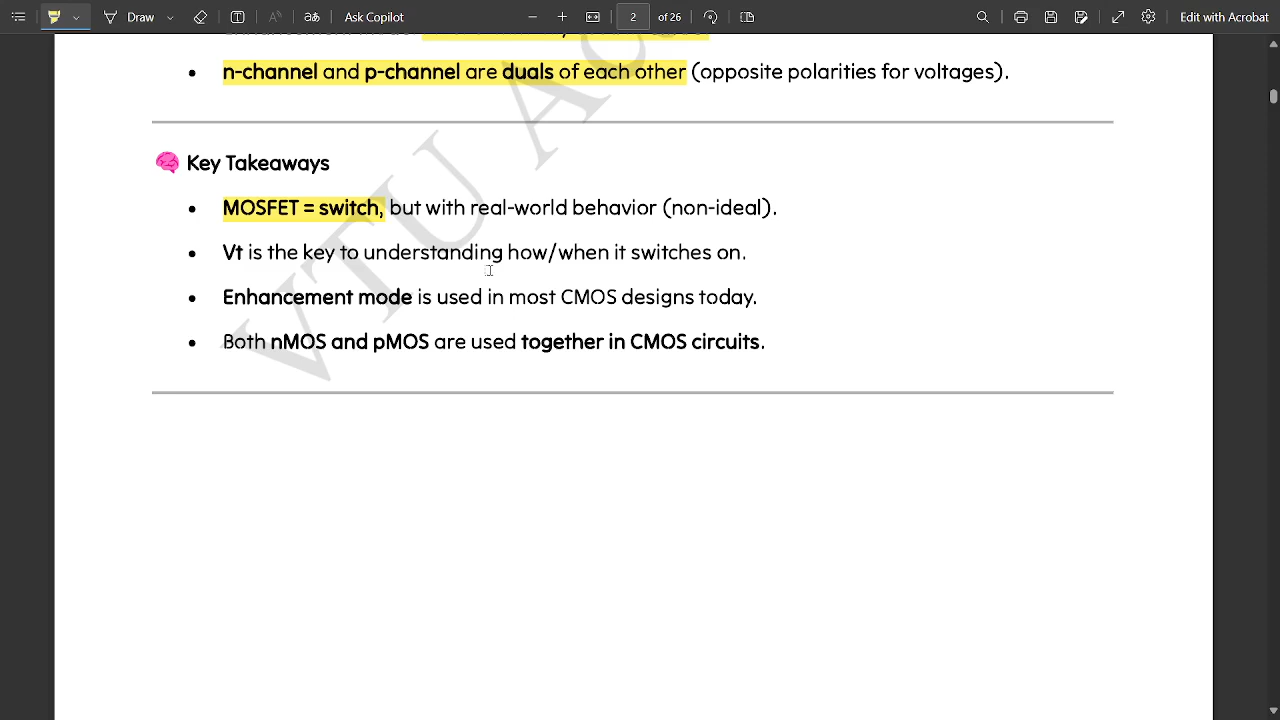 Draw
Ask Copilot
2 of 26
Edit with Acrobat
• n-channel and p-channel are duals of each other (opposite polarities for voltages).
🧠 Key Takeaways
• MOSFET = switch, but with real-world behavior (non-ideal).
• Vt is the key to understanding how/when it switches on.
• Enhancement mode is used in most CMOS designs today.
• Both nMOS and pMOS are used together in CMOS circuits.
VTU Ac